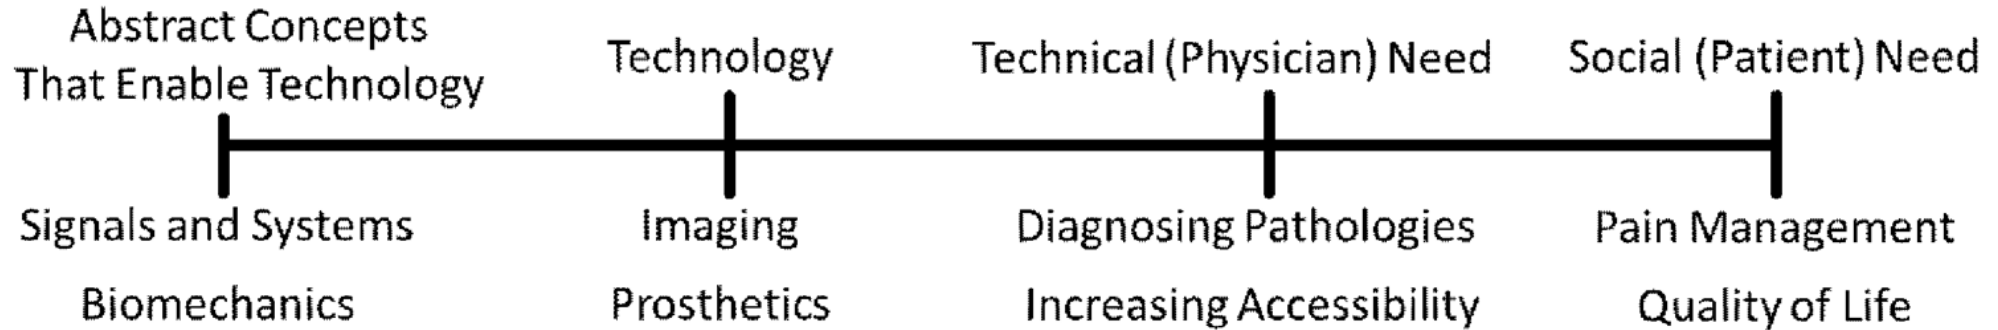 Abstract Concepts
That Enable Technology
Technology
Technical (Physician) Need
Social (Patient) Need
Signals and Systems
Imaging
Diagnosing Pathologies
Pain Management
Biomechanics
Prosthetics
Increasing Accessibility
Quality of Life